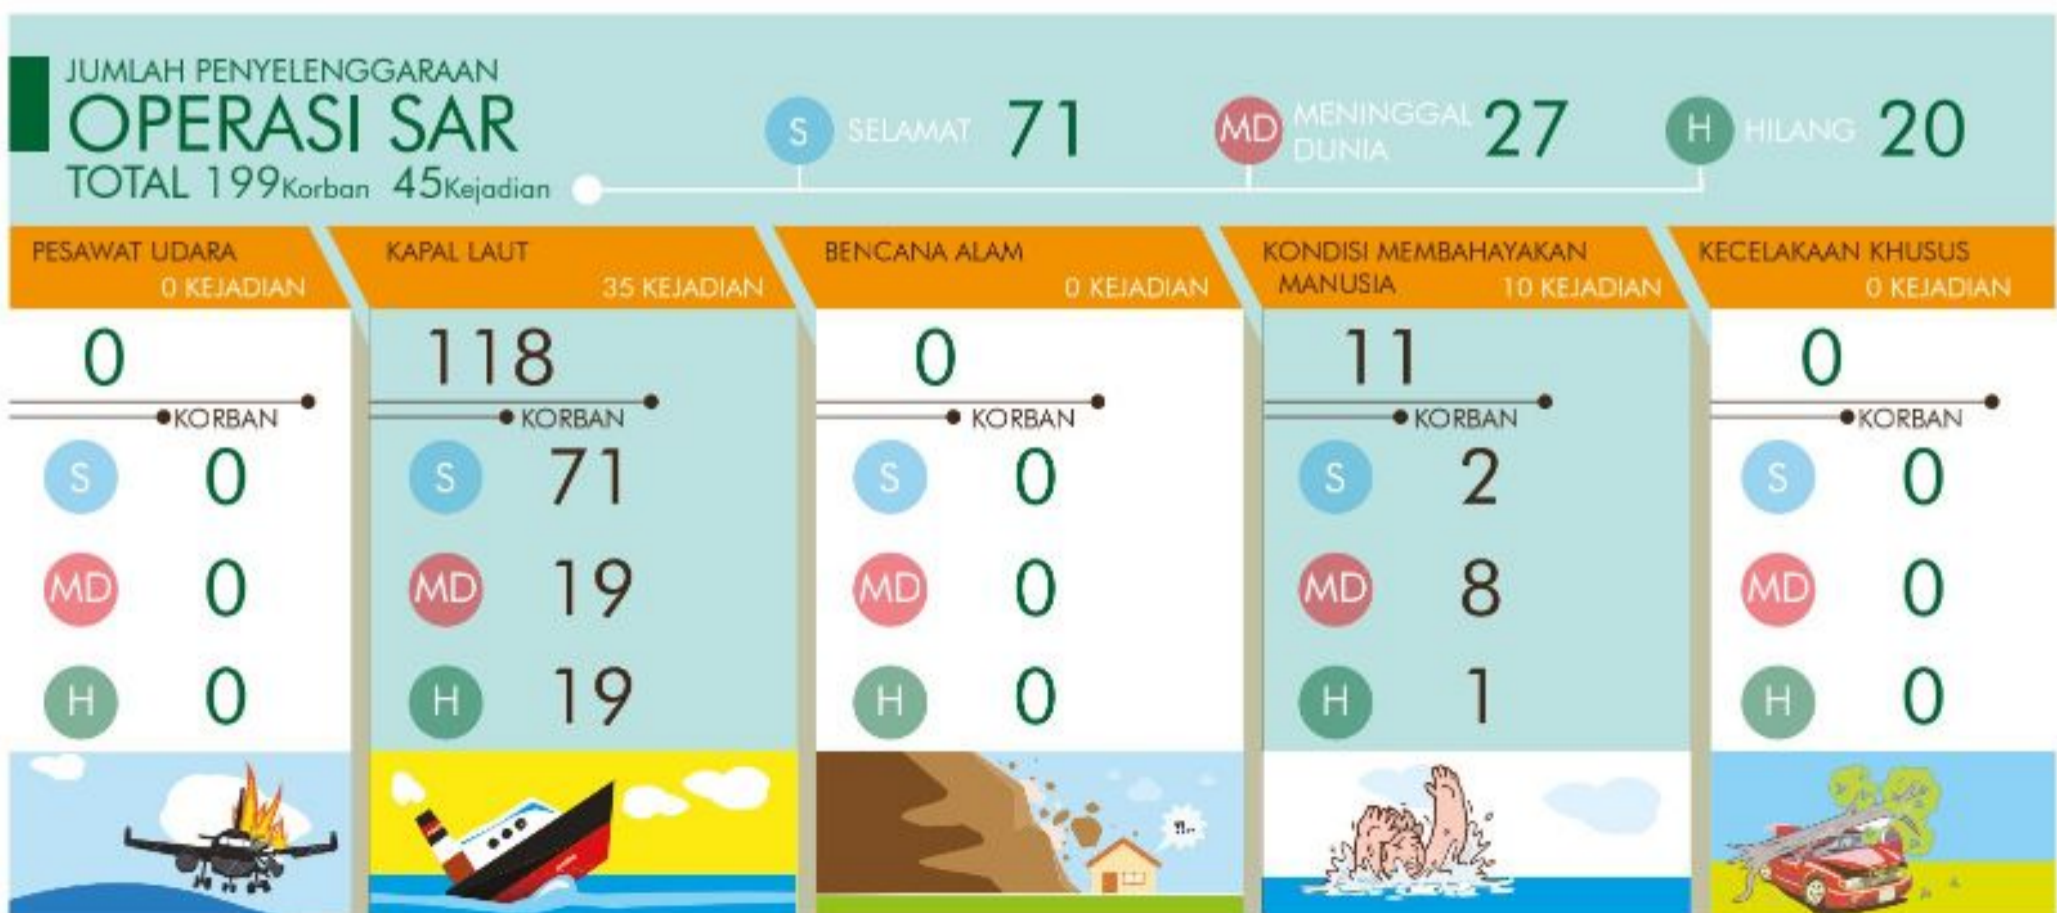 JUMLAH PENYELENGGARAAN
OPERASI SAR
TOTAL 199Korban 45Kejadian
S SELAMAT 71
MD MENINGGAL DUNIA 27
H HILANG 20
PESAWAT UDARA
0 KEJADIAN
0
KORBAN
S 0
MD 0
H 0
KAPAL LAUT
35 KEJADIAN
118
KORBAN
S 71
MD 19
H 19
BENCANA ALAM
0 KEJADIAN
0
KORBAN
S 0
MD 0
H 0
?!..
KONDISI MEMBAHAYAKAN
MANUSIA 10 KEJADIAN
11
KORBAN
S 2
MD 8
H 1
KECELAKAAN KHUSUS
0 KEJADIAN
0
KORBAN
S 0
MD 0
H 0